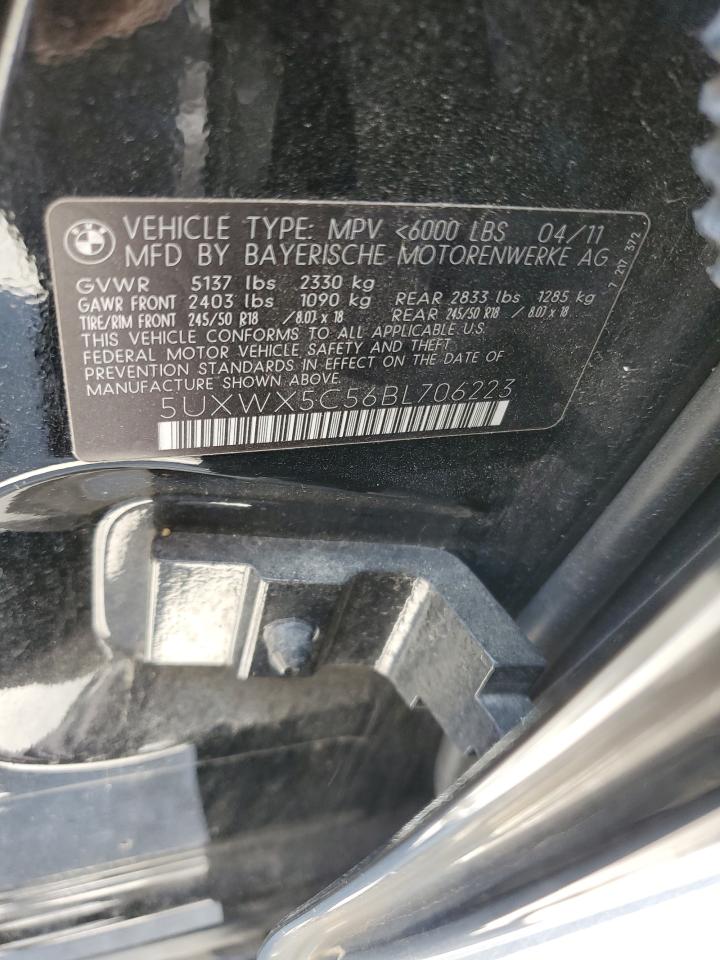 VEHICLE TYPE: MPV <6000 LBS 04/11
MFD BY BAYERISCHE MOTORENWERKE AG
GVWR 5137 lbs 2330 kg
GAWR FRONT 2403 lbs 1090 kg REAR 2833 lbs 1285 kg
TIRE/RIM FRONT 245/50 R18 / 8.0J x 18 REAR 245/50 R18 / 8.0J x 18
THIS VEHICLE CONFORMS TO ALL APPLICABLE U.S.
FEDERAL MOTOR VEHICLE SAFETY AND THEFT
PREVENTION STANDARDS IN EFFECT ON THE DATE OF
MANUFACTURE SHOWN ABOVE.
5UXWX5C56BL706223
7 217 372